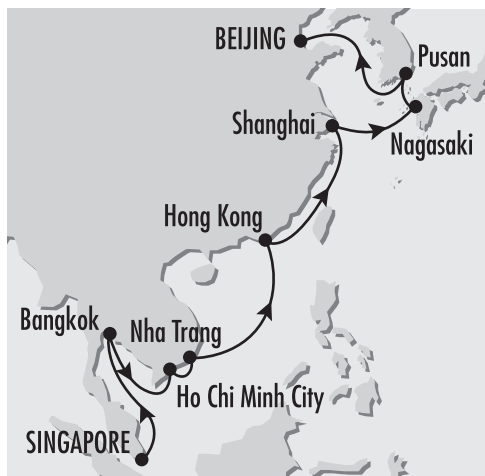 BEIJING
Pusan
Shanghai
Nagasaki
Hong Kong
Bangkok
Nha Trang
Ho Chi Minh City
SINGAPORE